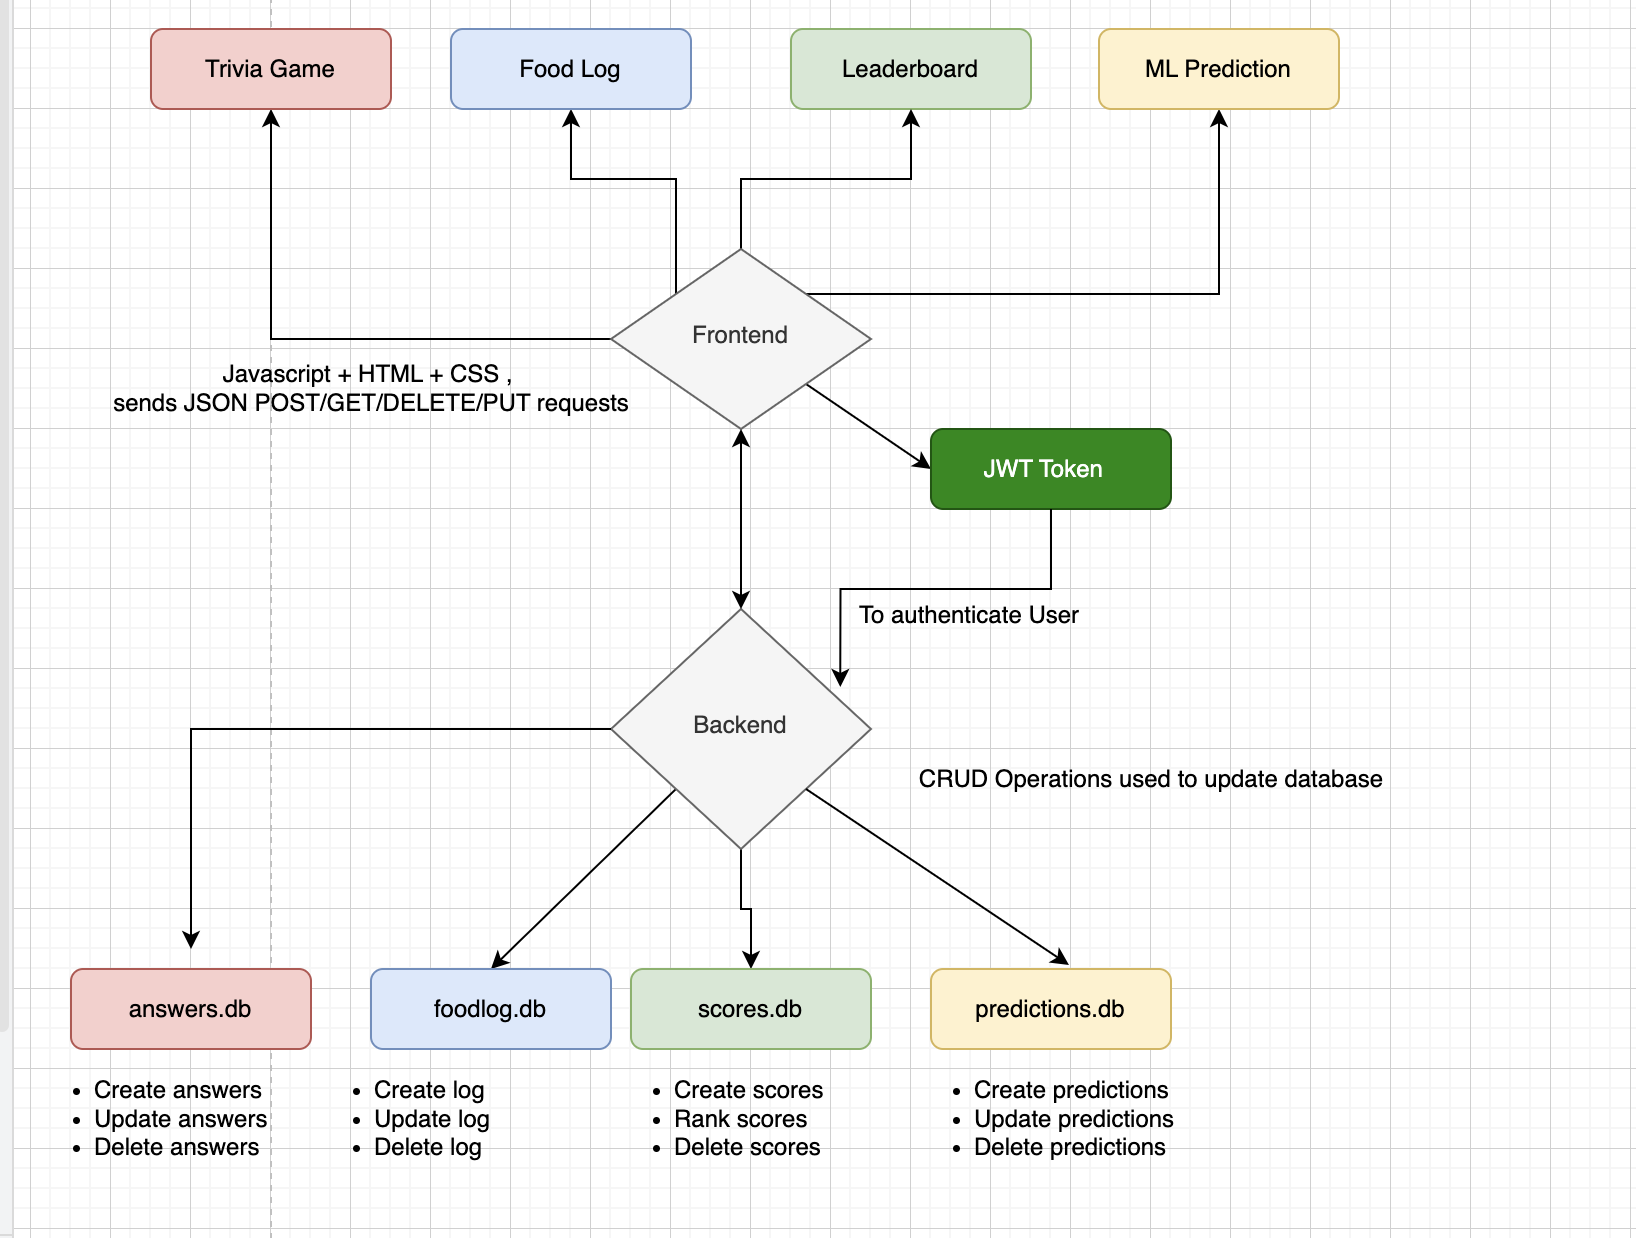 Trivia Game
Food Log
Leaderboard
ML Prediction
Frontend
Javascript + HTML + CSS ,
sends JSON POST/GET/DELETE/PUT requests
JWT Token
To authenticate User
Backend
CRUD Operations used to update database
answers.db
foodlog.db
scores.db
predictions.db
• Create answers
• Update answers
• Delete answers
• Create log
• Update log
• Delete log
• Create scores
• Rank scores
• Delete scores
• Create predictions
• Update predictions
• Delete predictions